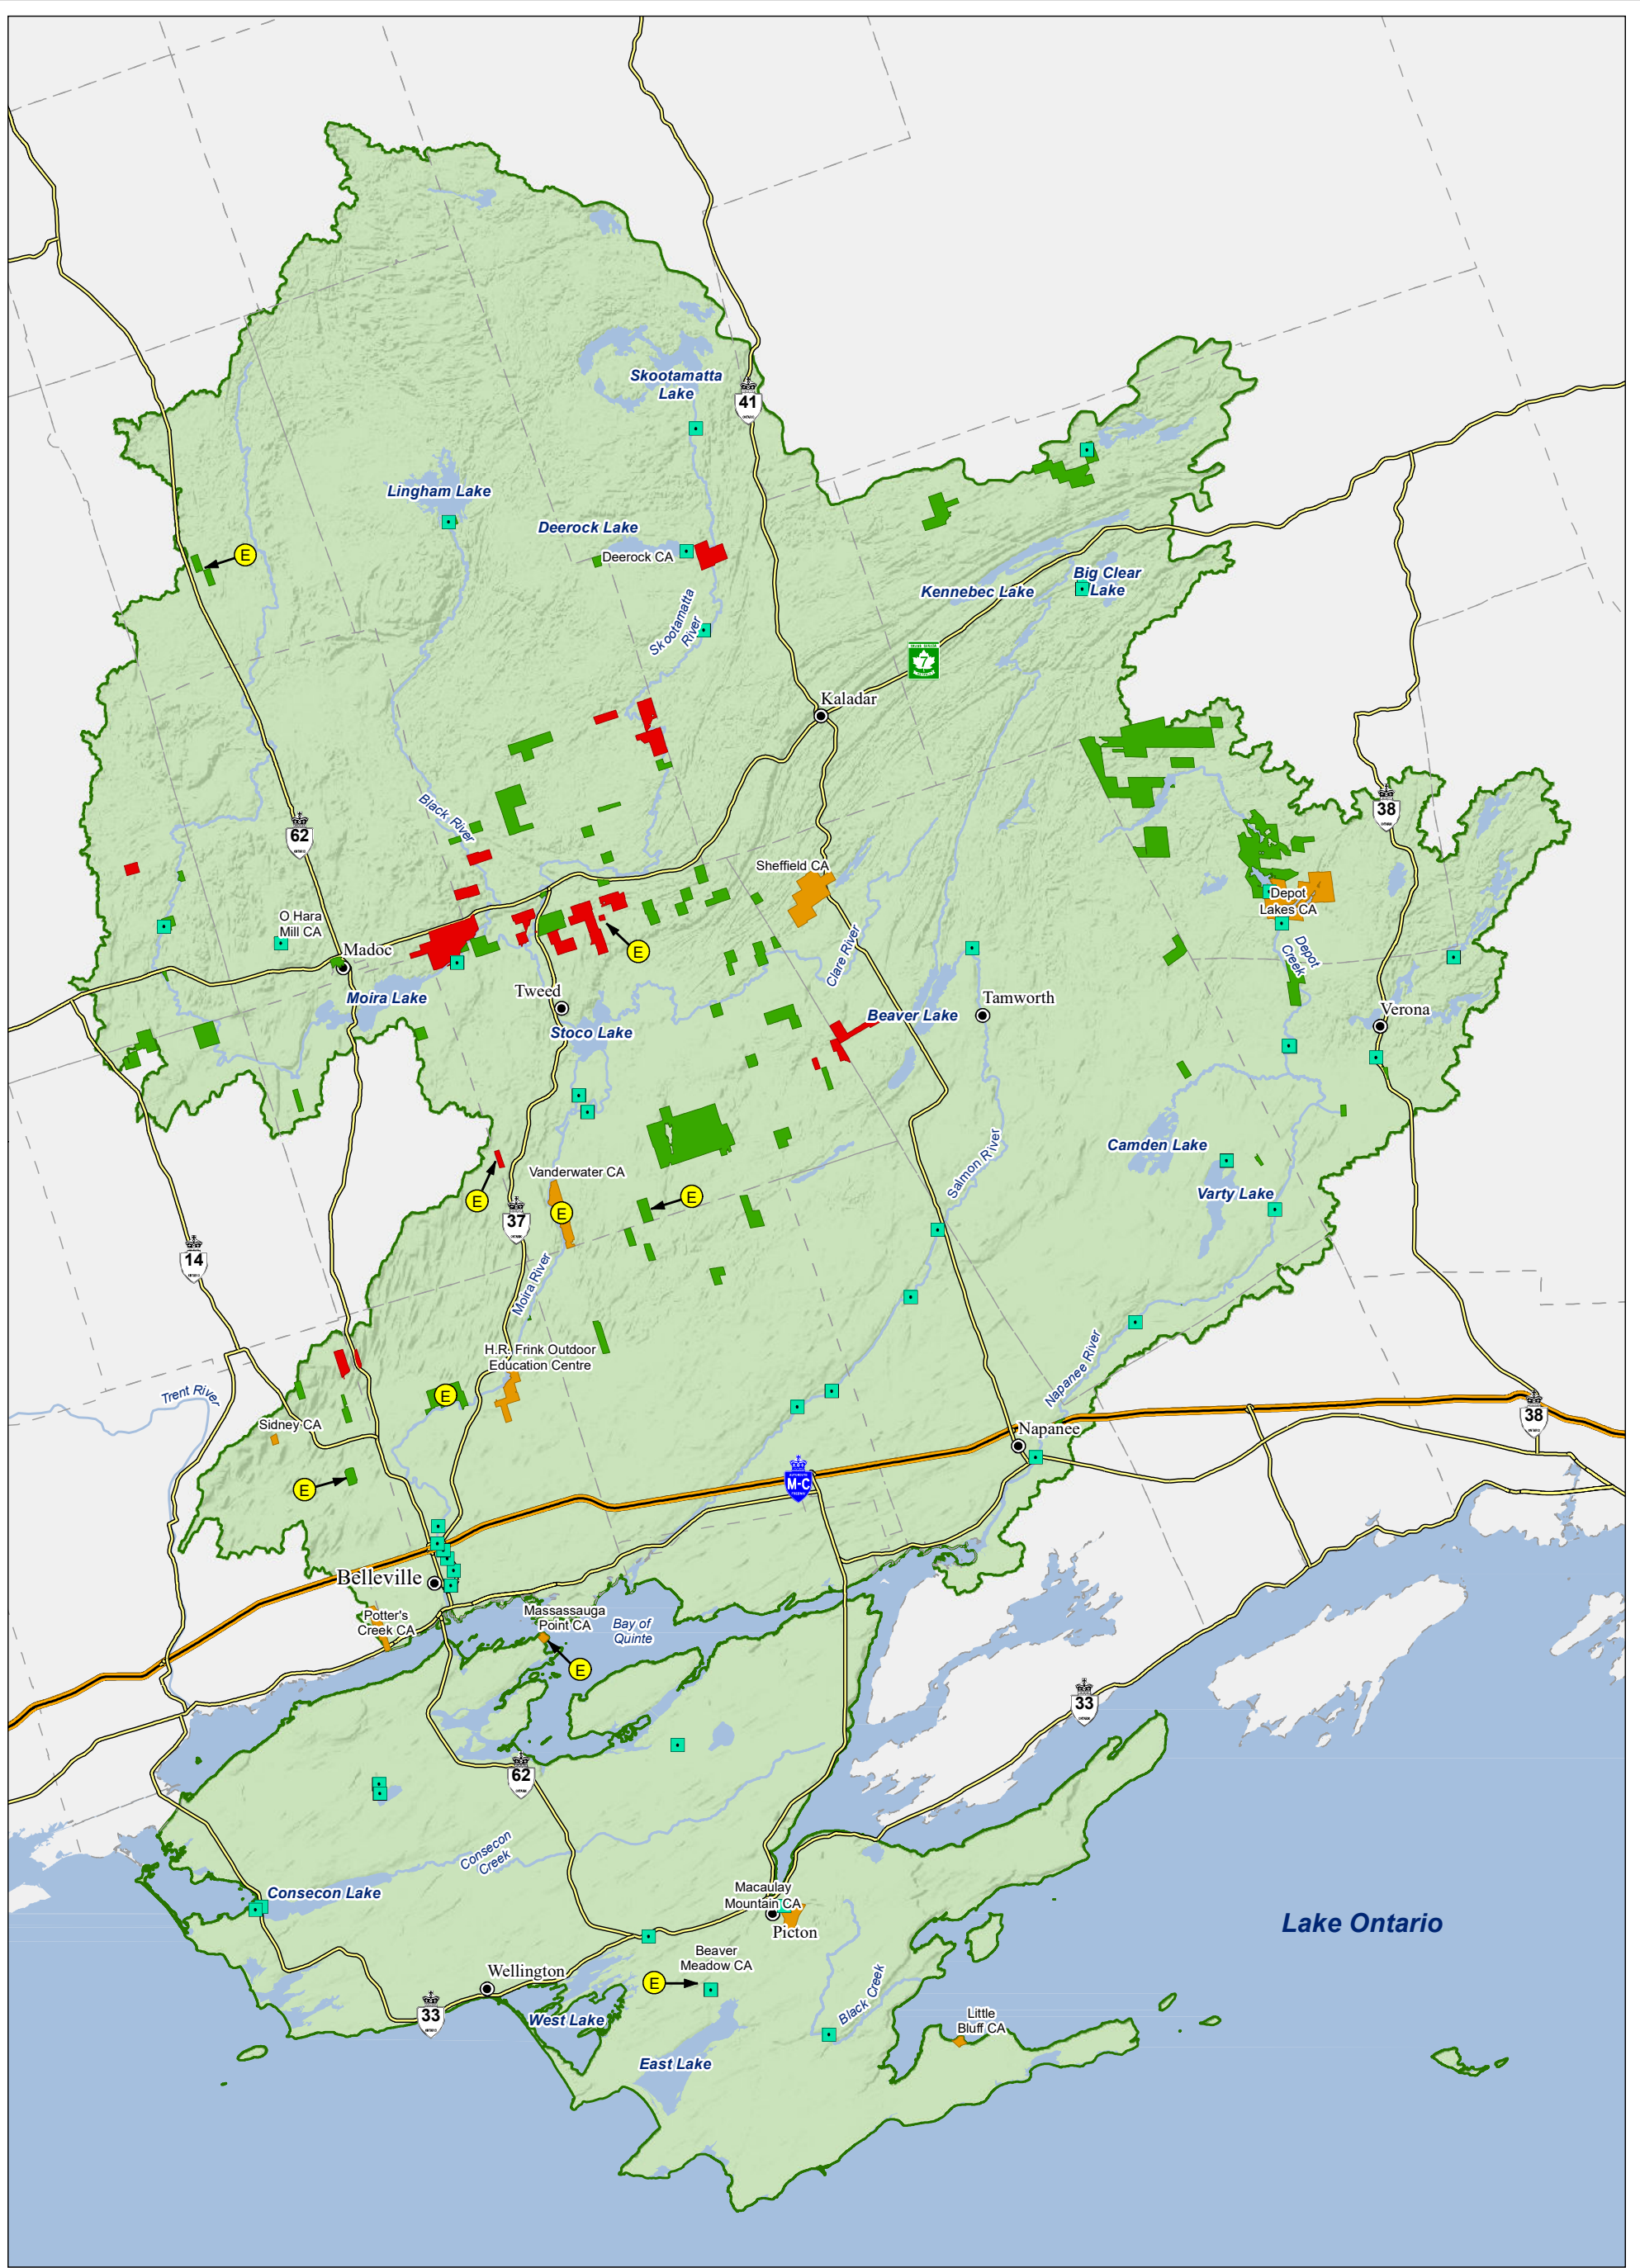 Skootamatta
Lake
41
Lingham Lake
Deerock Lake
Deerock CA
E
Big Clear
Lake
Kennebec Lake
Skootamatta
River
7
Kaladar
Black River
62
38
Sheffield CA
Depot
Lakes CA
O Hara
Mill CA
Madoc
E
Clare River
Depot
Creek
Moira Lake
Tweed
Tamworth
Stoco Lake
Beaver Lake
Verona
Camden Lake
Salmon River
Vanderwater CA
E
E
E
Varty Lake
37
14
Moira River
H.R. Frink Outdoor
Education Centre
Napanee River
Trent River
E
Sidney CA
38
Napanee
E
M-C
Belleville
Potter's
Creek CA
Massassauga
Point CA
Bay of
Quinte
E
33
62
Consecon
Creek
Consecon Lake
Macaulay
Mountain CA
Picton
Lake Ontario
Beaver
Meadow CA
Wellington
E
33
West Lake
Black Creek
Little
Bluff CA
East Lake